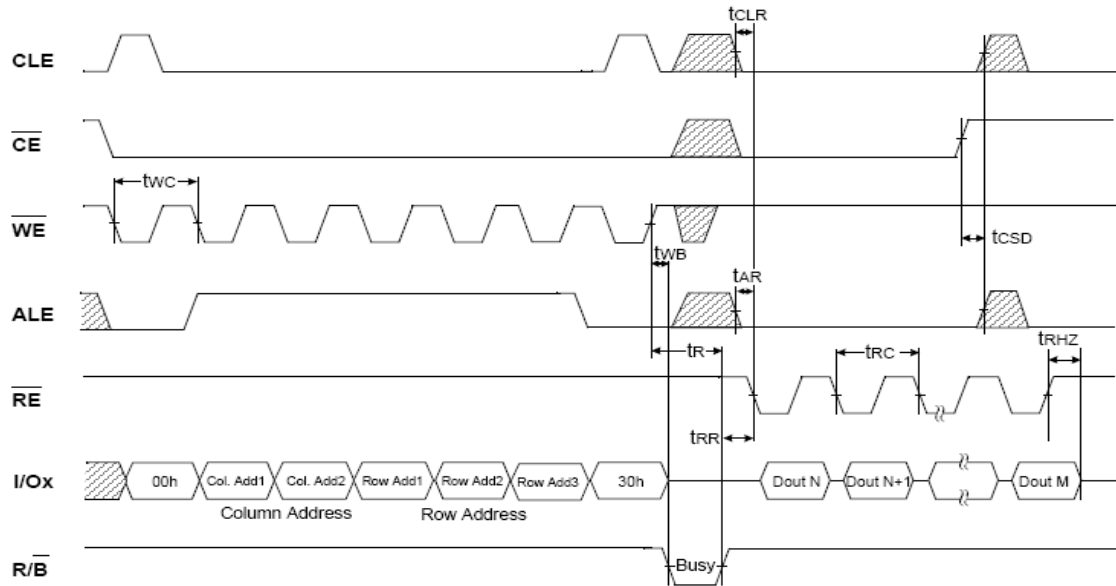 tCLR
CLE
CE
tWC
WE
tCSD
tWB
tAR
ALE
tR
tRC
tRHZ
RE
tRR
I/Ox
00h Col. Add1 Col. Add2 Row Add1 Row Add2 Row Add3 30h Dout N Dout N+1 Dout M
Column Address Row Address
R/B
Busy